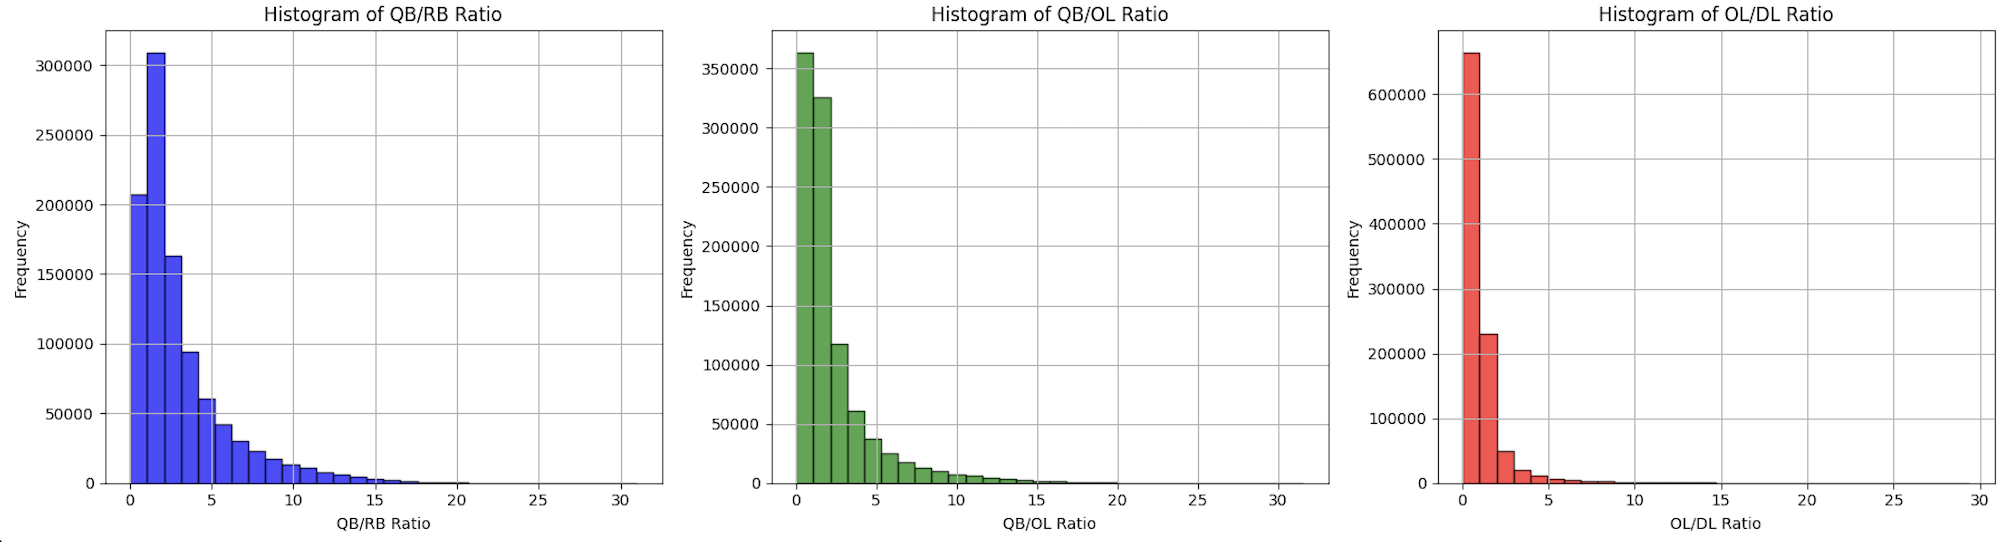 Histogram of QB/RB Ratio
300000
250000
200000
150000
100000
50000
0
Frequency
0 5 10 15 20 25 30
QB/RB Ratio
Histogram of QB/OL Ratio
350000
300000
250000
200000
150000
100000
50000
0
Frequency
0 5 10 15 20 25 30
QB/OL Ratio
Histogram of OL/DL Ratio
600000
500000
400000
300000
200000
100000
0
Frequency
0 5 10 15 20 25 30
OL/DL Ratio